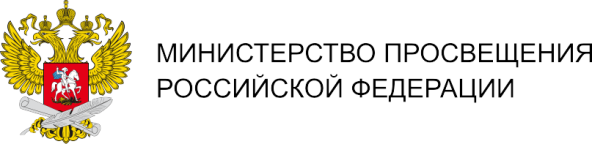 МИНИСТЕРСТВО ПРОСВЕЩЕНИЯ
РОССИЙСКОЙ ФЕДЕРАЦИИ